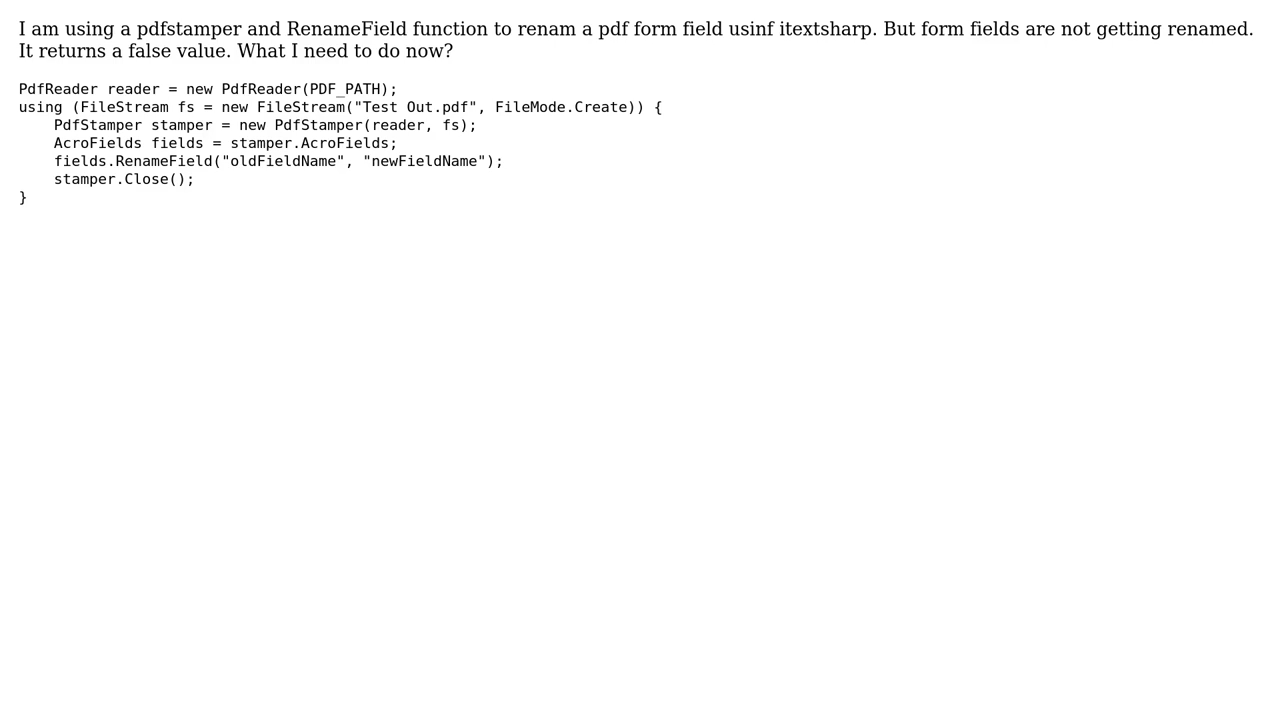 I am using a pdfstamper and RenameField function to renam a pdf form field usinf itextsharp. But form fields are not getting renamed.
It returns a false value. What I need to do now?
PdfReader reader = new PdfReader(PDF_PATH);
using (FileStream fs = new FileStream("Test Out.pdf", FileMode.Create)) {
    PdfStamper stamper = new PdfStamper(reader, fs);
    AcroFields fields = stamper.AcroFields;
    fields.RenameField("oldFieldName", "newFieldName");
    stamper.Close();
}